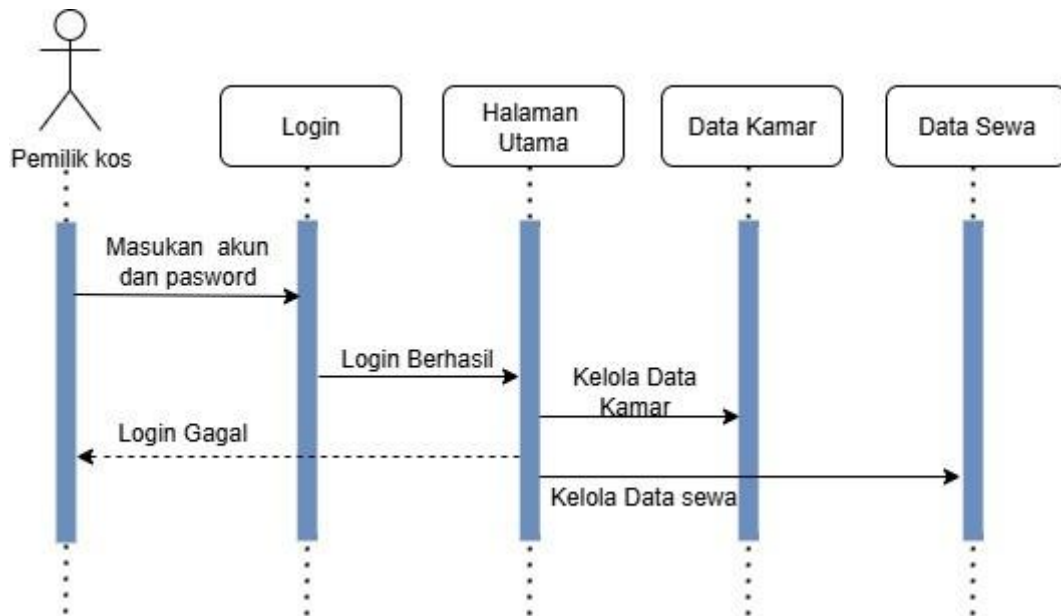 Pemilik kos
Login
Halaman
Utama
Data Kamar
Data Sewa
Masukan akun
dan pasword
Login Berhasil
Kelola Data
Kamar
Login Gagal
Kelola Data sewa